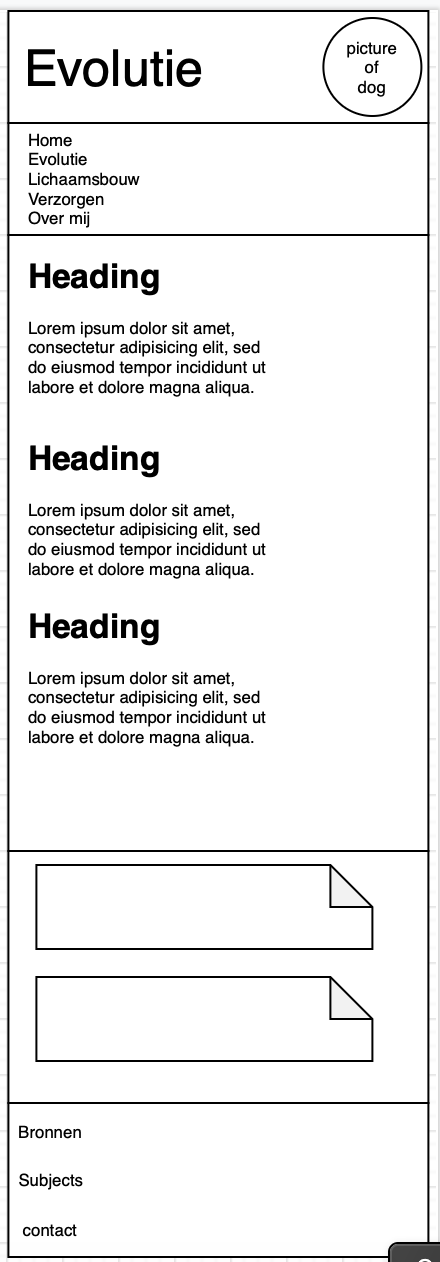 Evolutie
picture
of
dog
Home
Evolutie
Lichaamsbouw
Verzorgen
Over mij
Heading
Lorem ipsum dolor sit amet,
consectetur adipisicing elit, sed
do eiusmod tempor incididunt ut
labore et dolore magna aliqua.
Heading
Lorem ipsum dolor sit amet,
consectetur adipisicing elit, sed
do eiusmod tempor incididunt ut
labore et dolore magna aliqua.
Heading
Lorem ipsum dolor sit amet,
consectetur adipisicing elit, sed
do eiusmod tempor incididunt ut
labore et dolore magna aliqua.
Bronnen
Subjects
contact